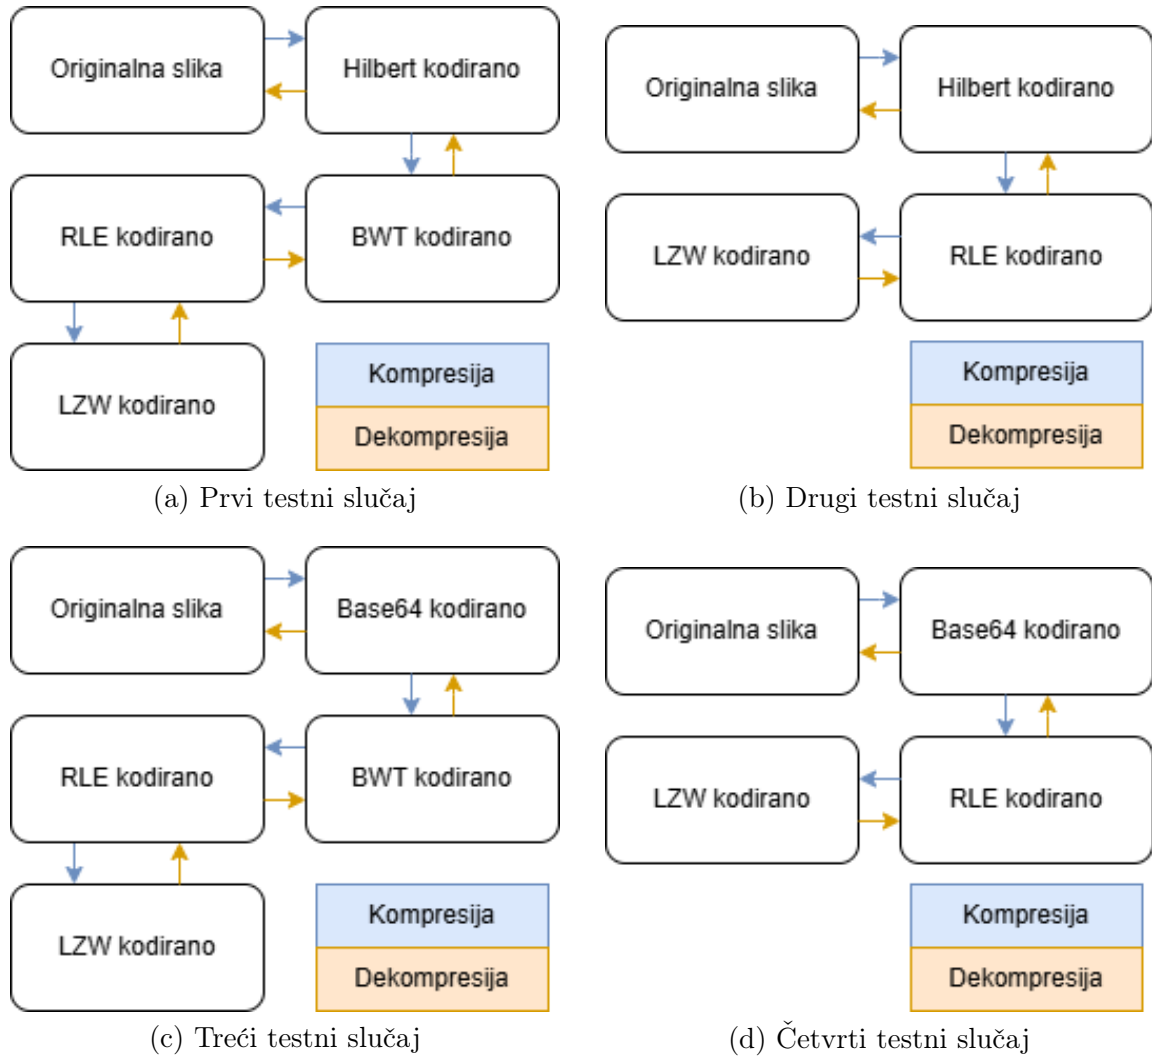 Originalna slika
Hilbert kodirano
RLE kodirano
BWT kodirano
LZW kodirano
Kompresija
Dekompresija
(a) Prvi testni slučaj
Originalna slika
Hilbert kodirano
LZW kodirano
RLE kodirano
Kompresija
Dekompresija
(b) Drugi testni slučaj
Originalna slika
Base64 kodirano
RLE kodirano
BWT kodirano
LZW kodirano
Kompresija
Dekompresija
(c) Treći testni slučaj
Originalna slika
Base64 kodirano
LZW kodirano
RLE kodirano
Kompresija
Dekompresija
(d) Četvrti testni slučaj